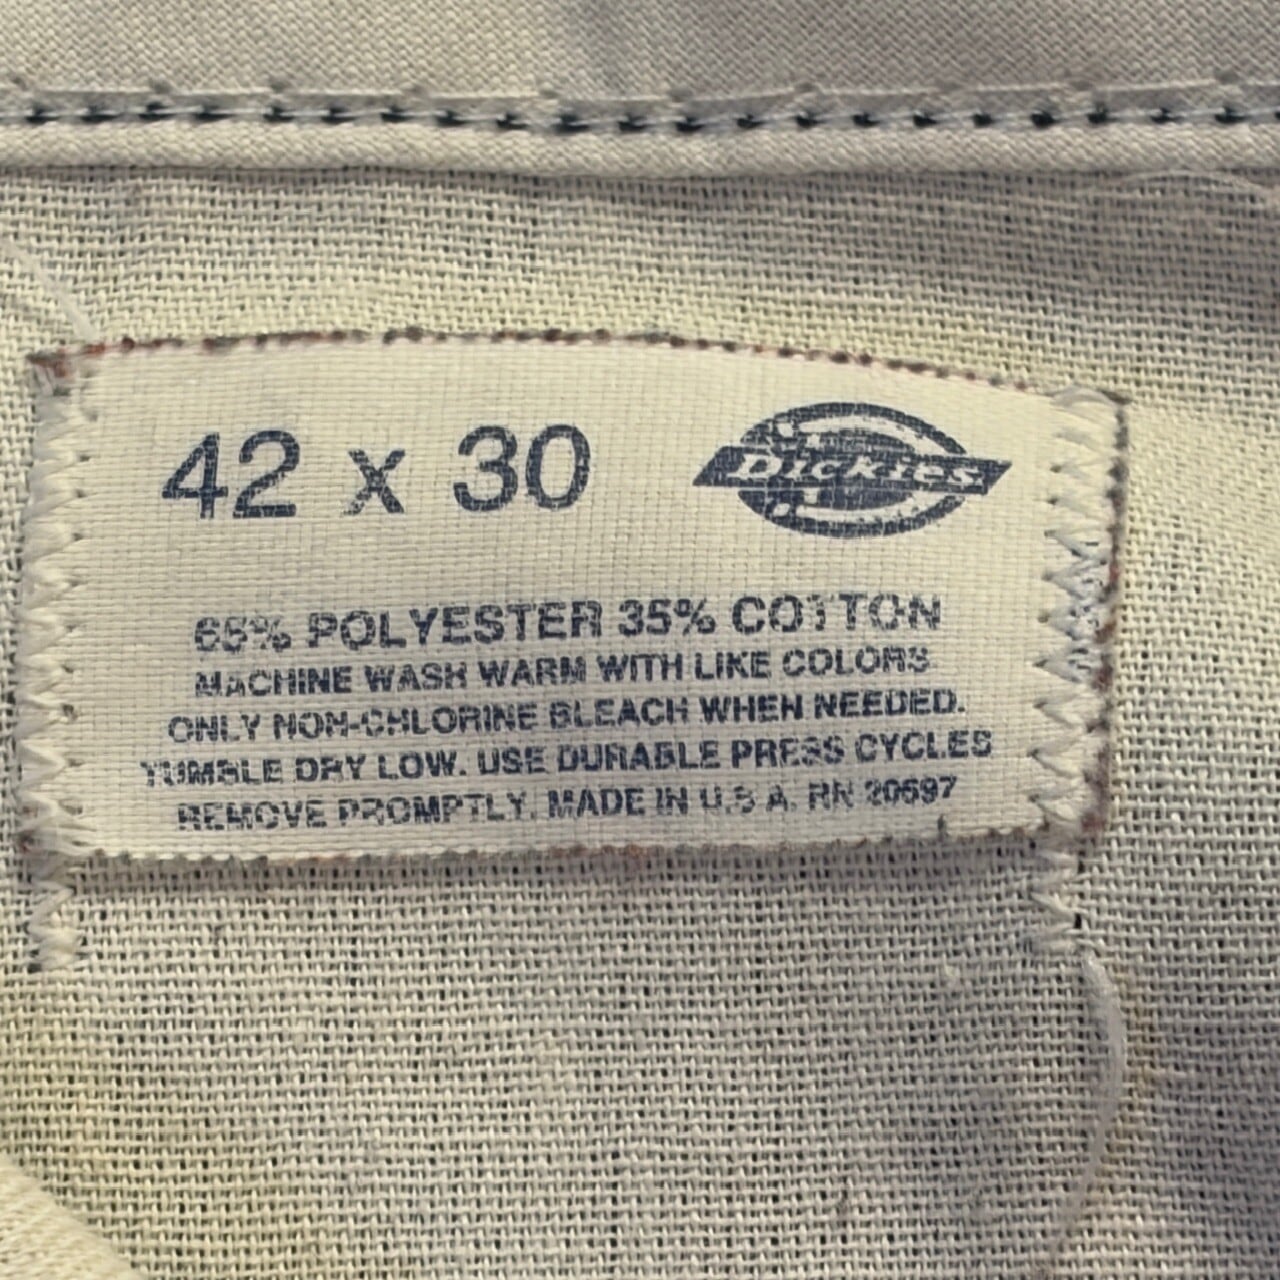 42 x 30 Dickies
65% POLYESTER 35% COTTON
MACHINE WASH WARM WITH LIKE COLORS
ONLY NON-CHLORINE BLEACH WHEN NEEDED.
TUMBLE DRY LOW. USE DURABLE PRESS CYCLES
REMOVE PROMPTLY. MADE IN U.S.A. RN 20697